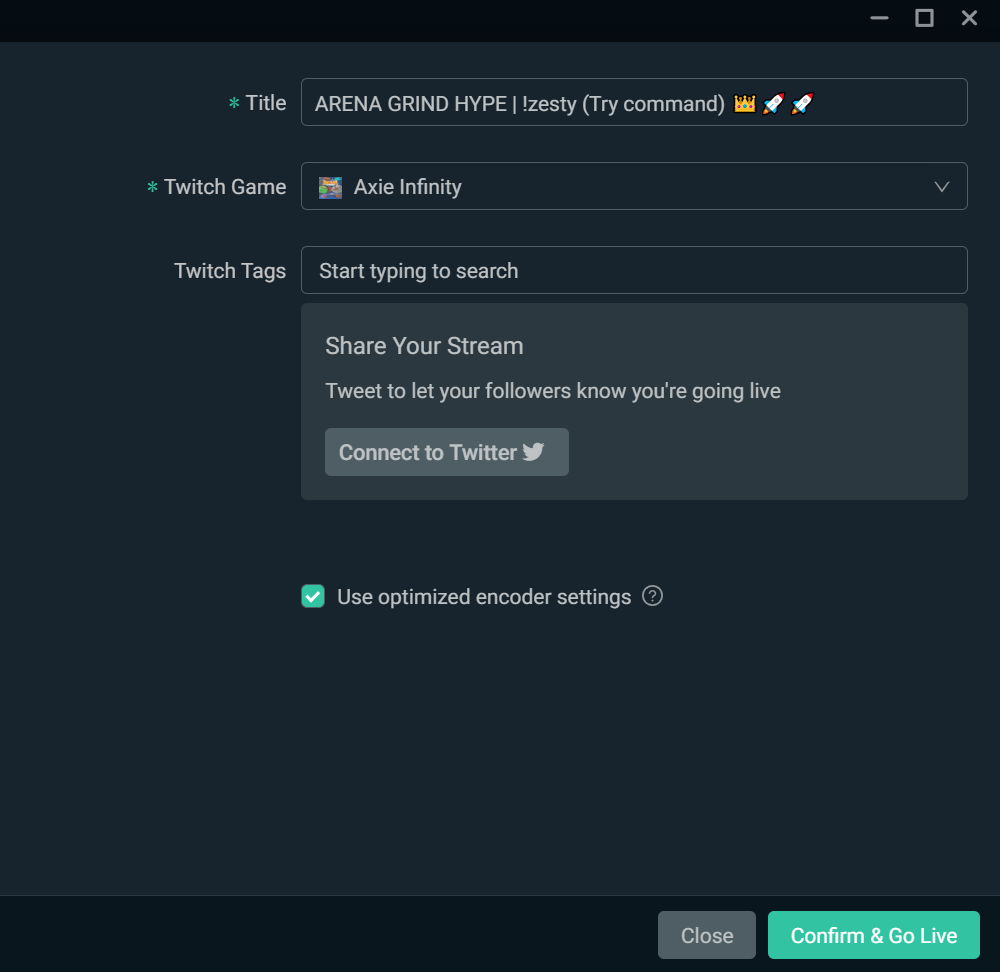 * Title
ARENA GRIND HYPE | !zesty (Try command) 👑🚀🚀
* Twitch Game
Axie Infinity
Twitch Tags
Start typing to search
Share Your Stream
Tweet to let your followers know you're going live
Connect to Twitter
Use optimized encoder settings ?
Close
Confirm & Go Live